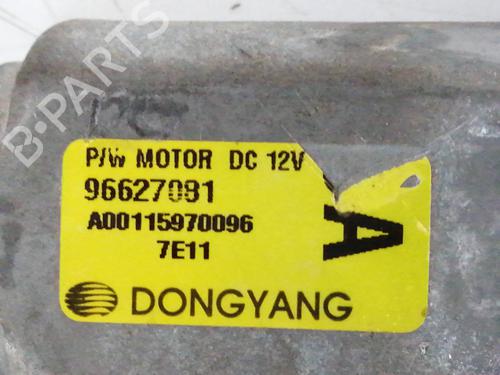 B-PARTS
P/W MOTOR DC 12V
96627081
A00115970096
7E11
A
DONGYANG